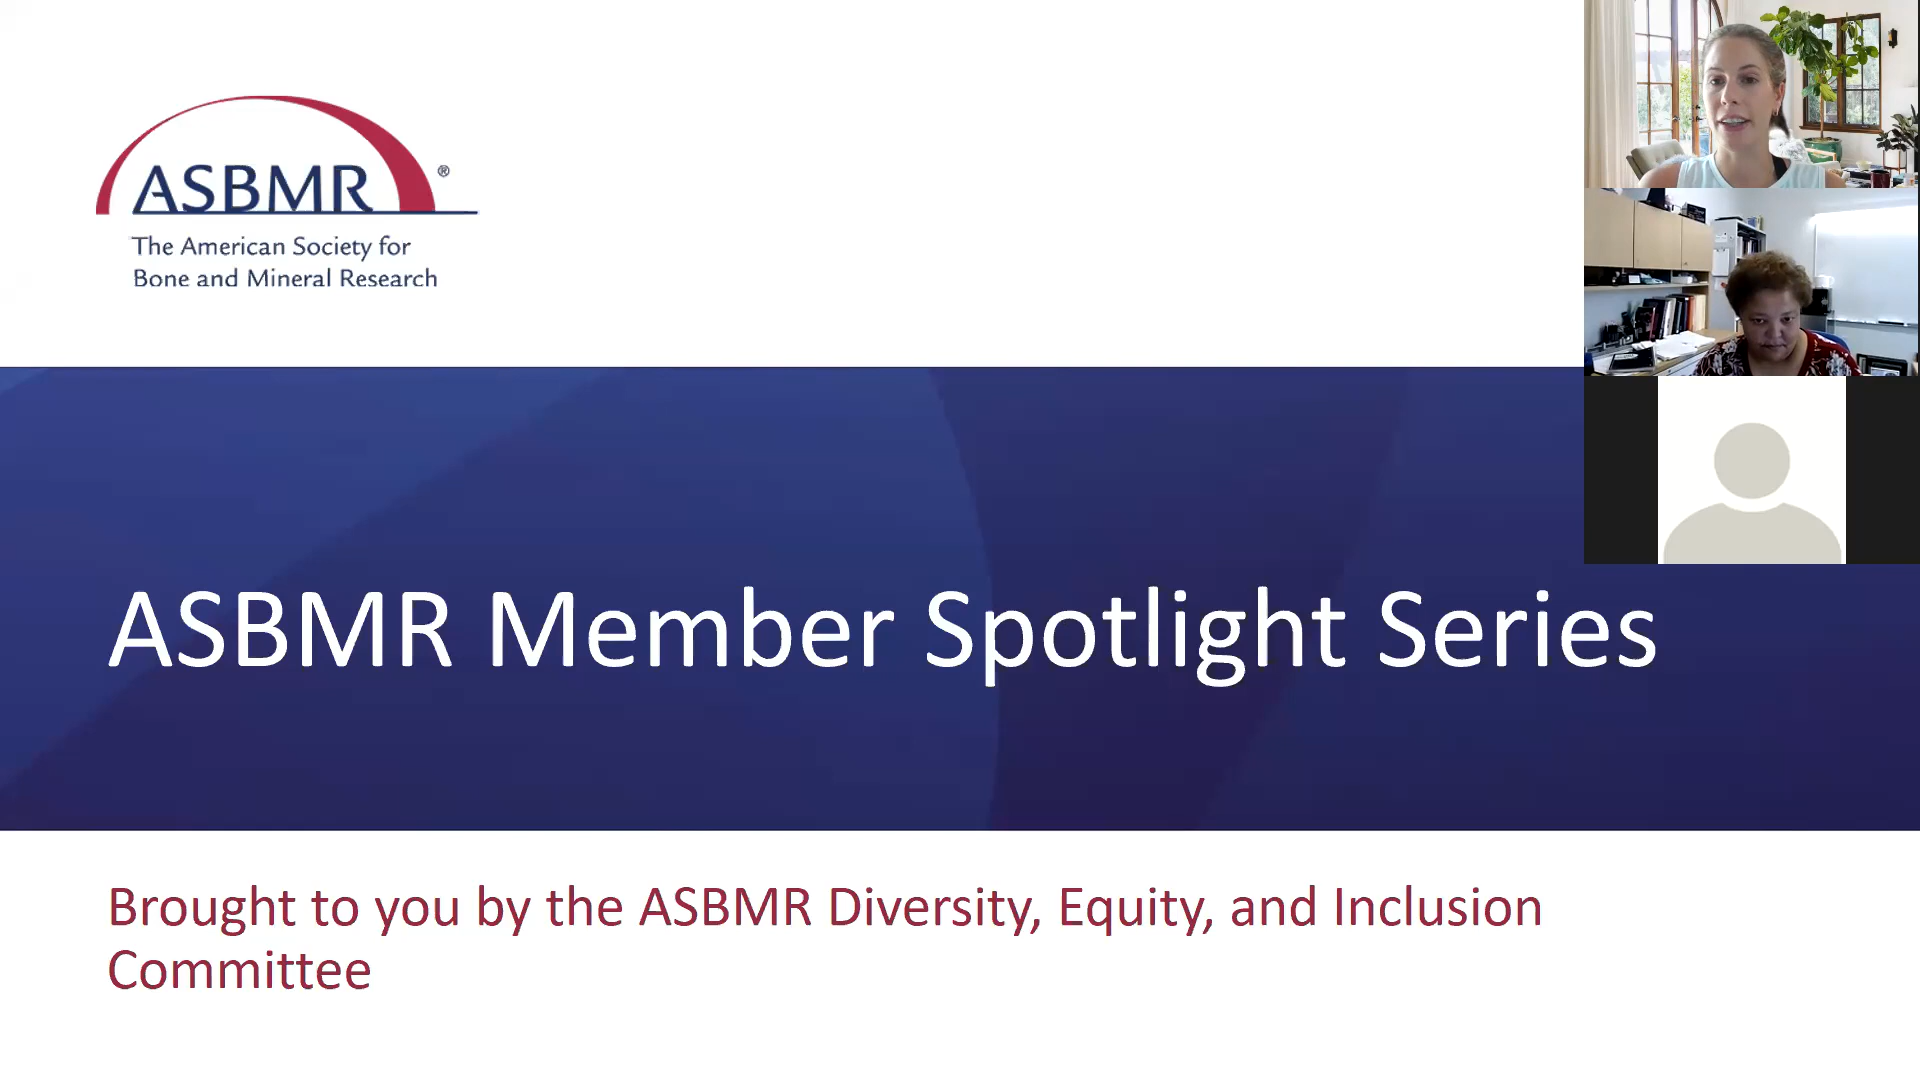 ASBMR®
The American Society for
Bone and Mineral Research
ASBMR Member Spotlight Series
Brought to you by the ASBMR Diversity, Equity, and Inclusion
Committee